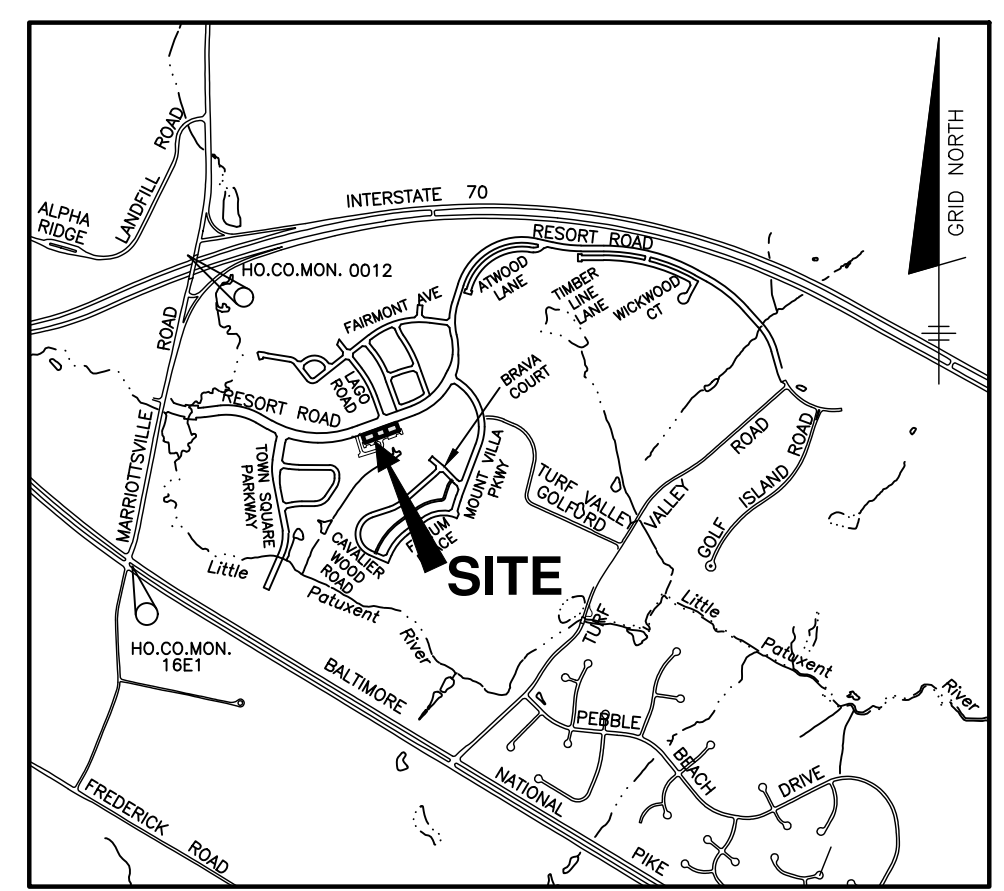 GRID NORTH
INTERSTATE 70
LANDFILL ROAD
ALPHA
RIDGE
RESORT ROAD
HO.CO.MON. 0012
ATWOOD
LANE
TIMBER
LINE
LANE
WICKWOOD
CT
FAIRMONT AVE
ROAD
LAGO
ROAD
BRAVA
COURT
RESORT ROAD
MARRIOTTSVILLE
TOWN SQUARE
PARKWAY
MOUNT VILLA
PKWY
TURF VALLEY
GOLFORD
VALLEY ROAD
GOLF ISLAND ROAD
CAVALIER
WOOD
ROAD
SITE
Little
Patuxent
River
TURF
Little
Patuxent
River
HO.CO.MON.
16E1
BALTIMORE
NATIONAL
PIKE
PEBBLE
BEACH
DRIVE
FREDERICK
ROAD